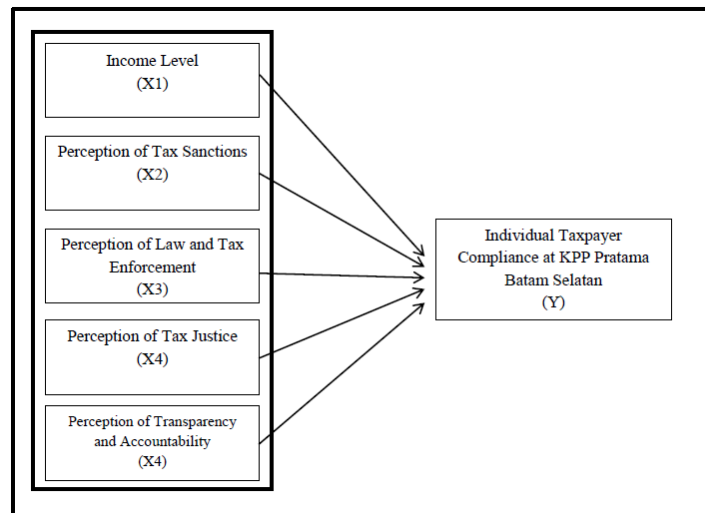 Income Level
(X1)
Perception of Tax Sanctions
(X2)
Perception of Law and Tax
Enforcement
(X3)
Perception of Tax Justice
(X4)
Perception of Transparency
and Accountability
(X4)
Individual Taxpayer
Compliance at KPP Pratama
Batam Selatan
(Y)